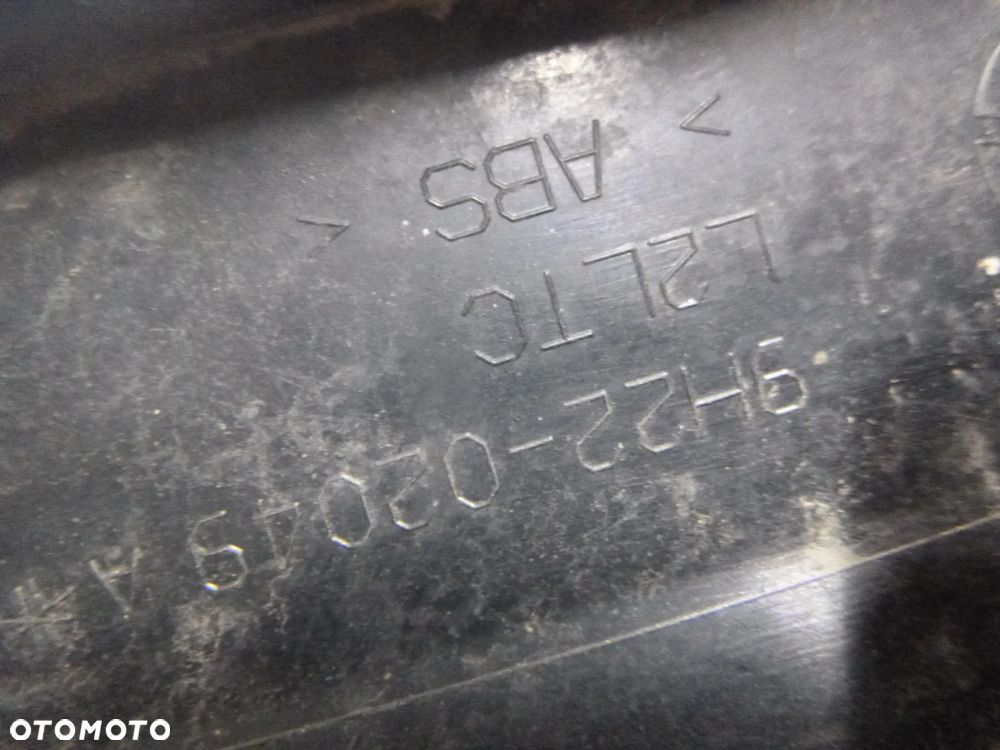 9H22-02049 A*
L2LTC
>ABS<
OTOMOTO